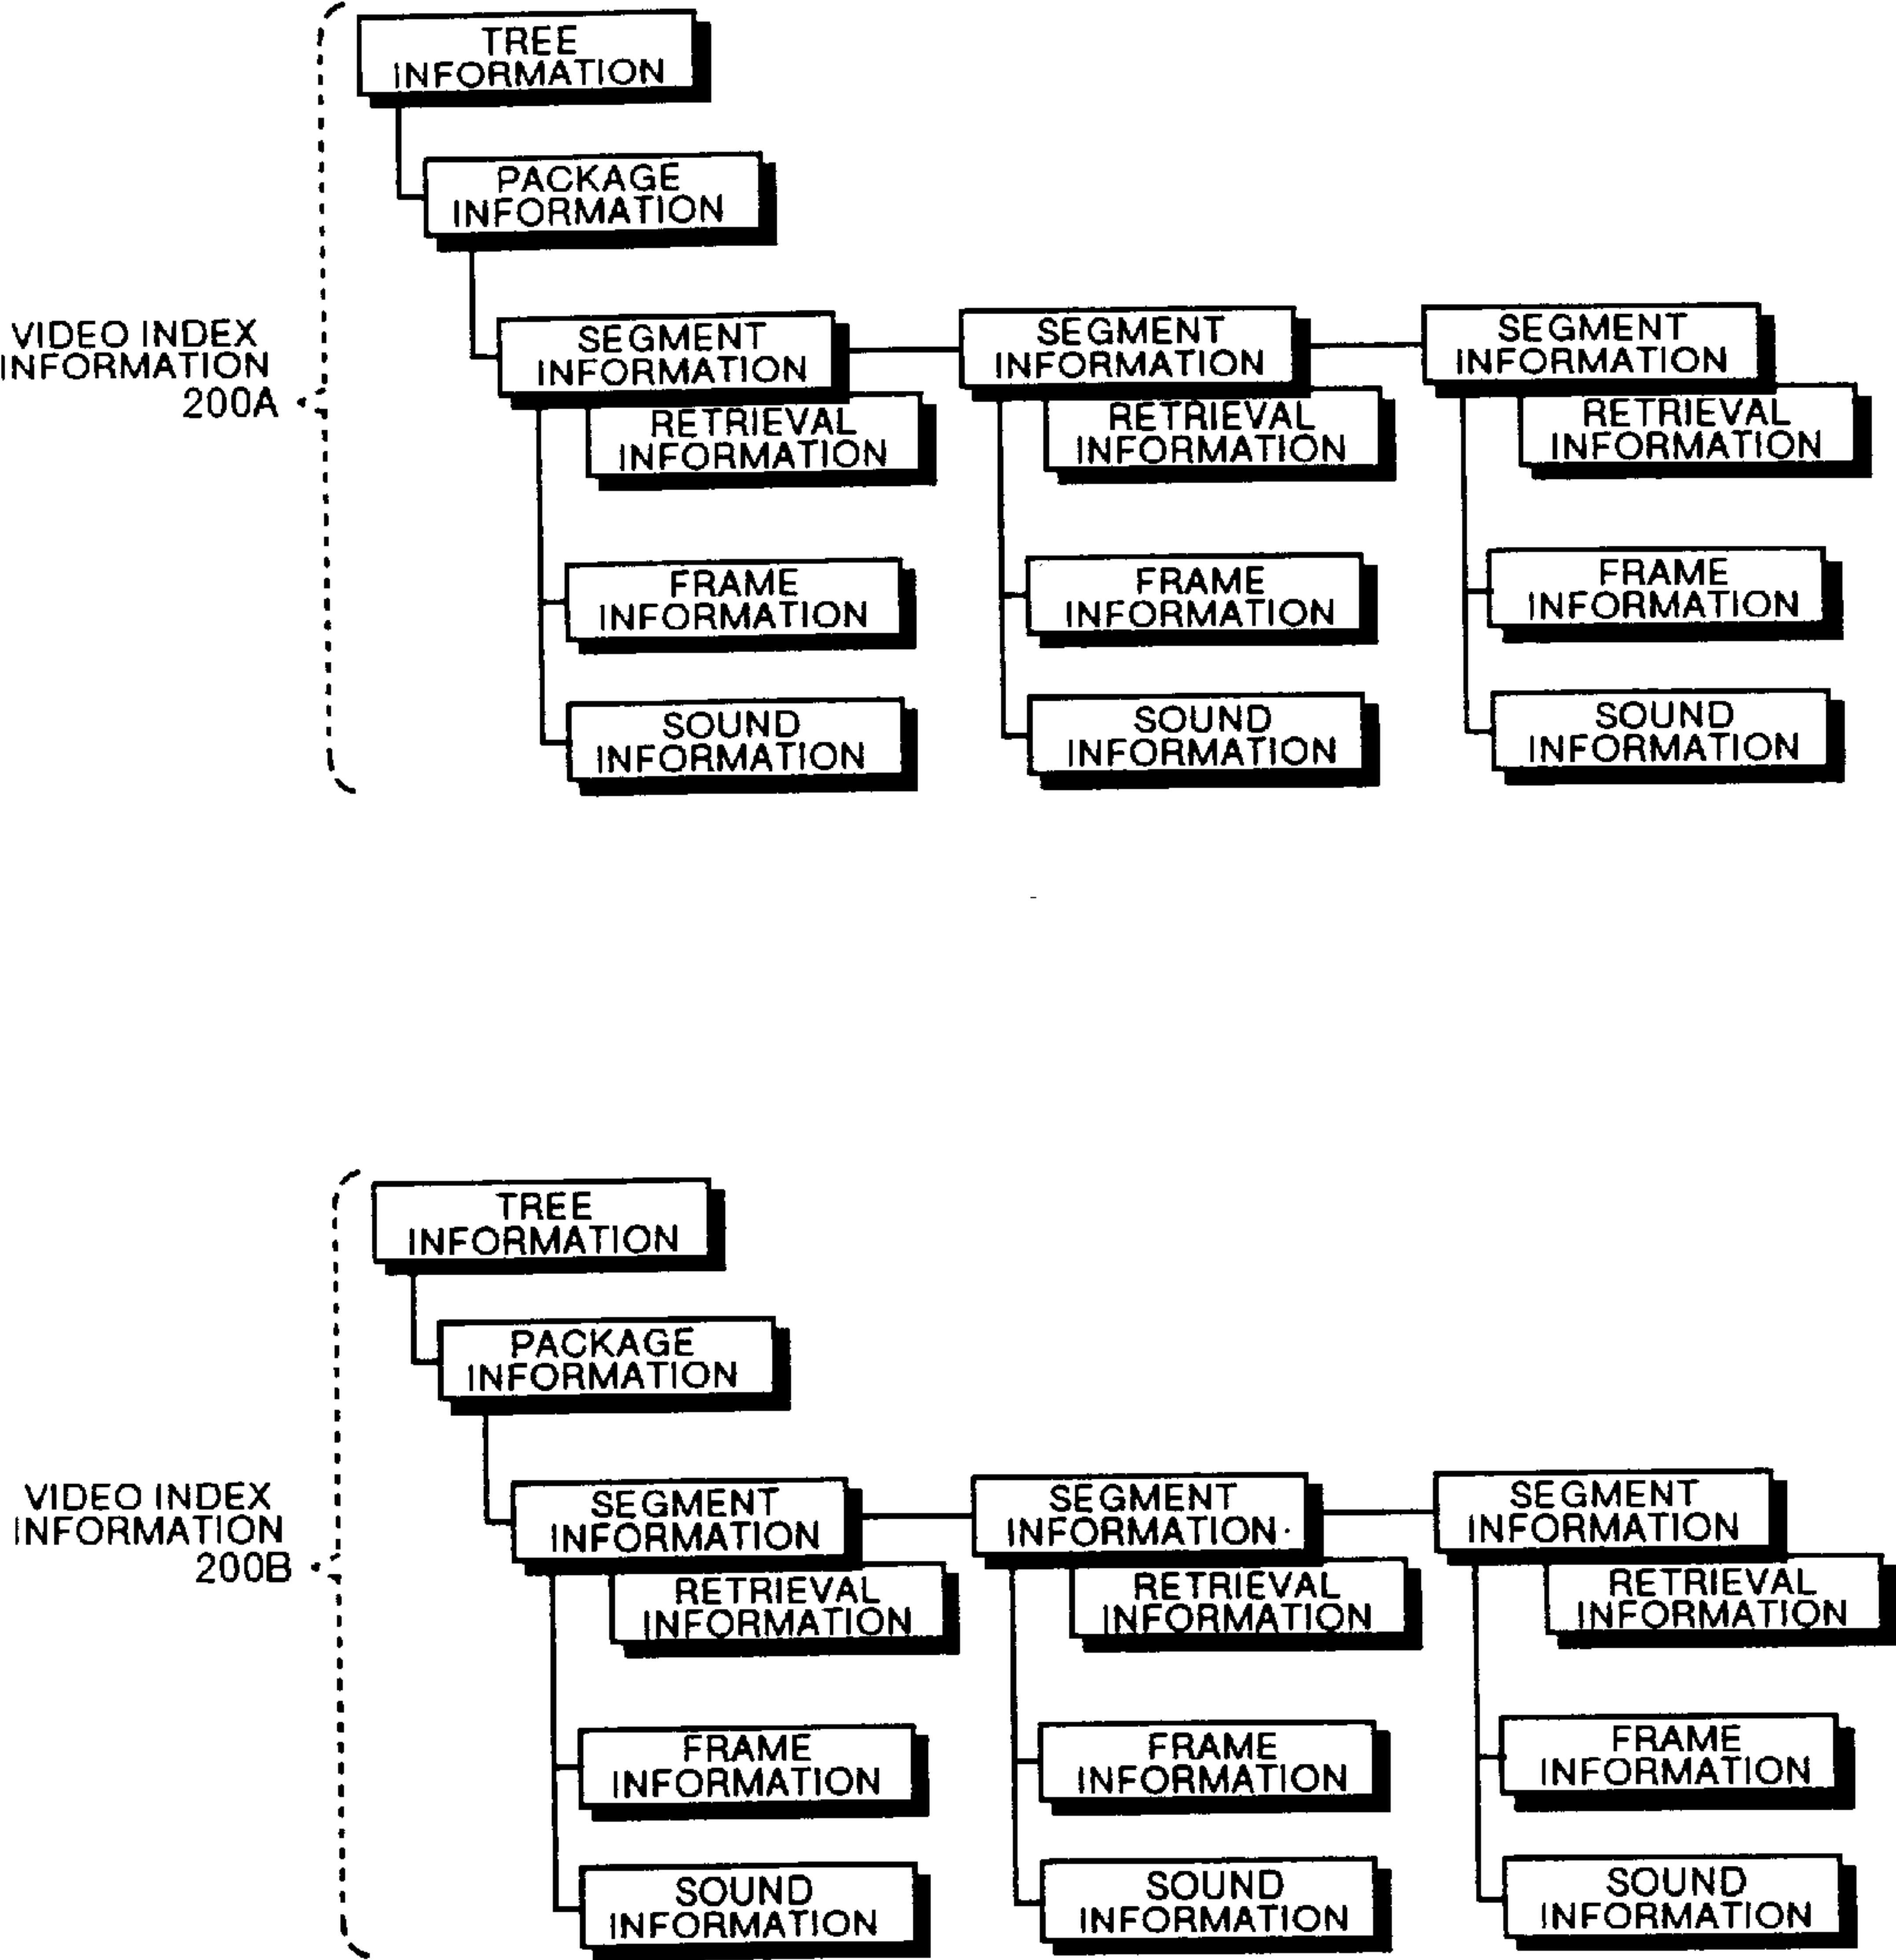 TREE
INFORMATION
PACKAGE
INFORMATION
VIDEO INDEX
INFORMATION
200A
SEGMENT
INFORMATION
SEGMENT
INFORMATION
SEGMENT
INFORMATION
RETRIEVAL
INFORMATION
RETRIEVAL
INFORMATION
RETRIEVAL
INFORMATION
FRAME
INFORMATION
FRAME
INFORMATION
FRAME
INFORMATION
SOUND
INFORMATION
SOUND
INFORMATION
SOUND
INFORMATION
TREE
INFORMATION
PACKAGE
INFORMATION
VIDEO INDEX
INFORMATION
200B
SEGMENT
INFORMATION
SEGMENT
INFORMATION
SEGMENT
INFORMATION
RETRIEVAL
INFORMATION
RETRIEVAL
INFORMATION
RETRIEVAL
INFORMATION
FRAME
INFORMATION
FRAME
INFORMATION
FRAME
INFORMATION
SOUND
INFORMATION
SOUND
INFORMATION
SOUND
INFORMATION